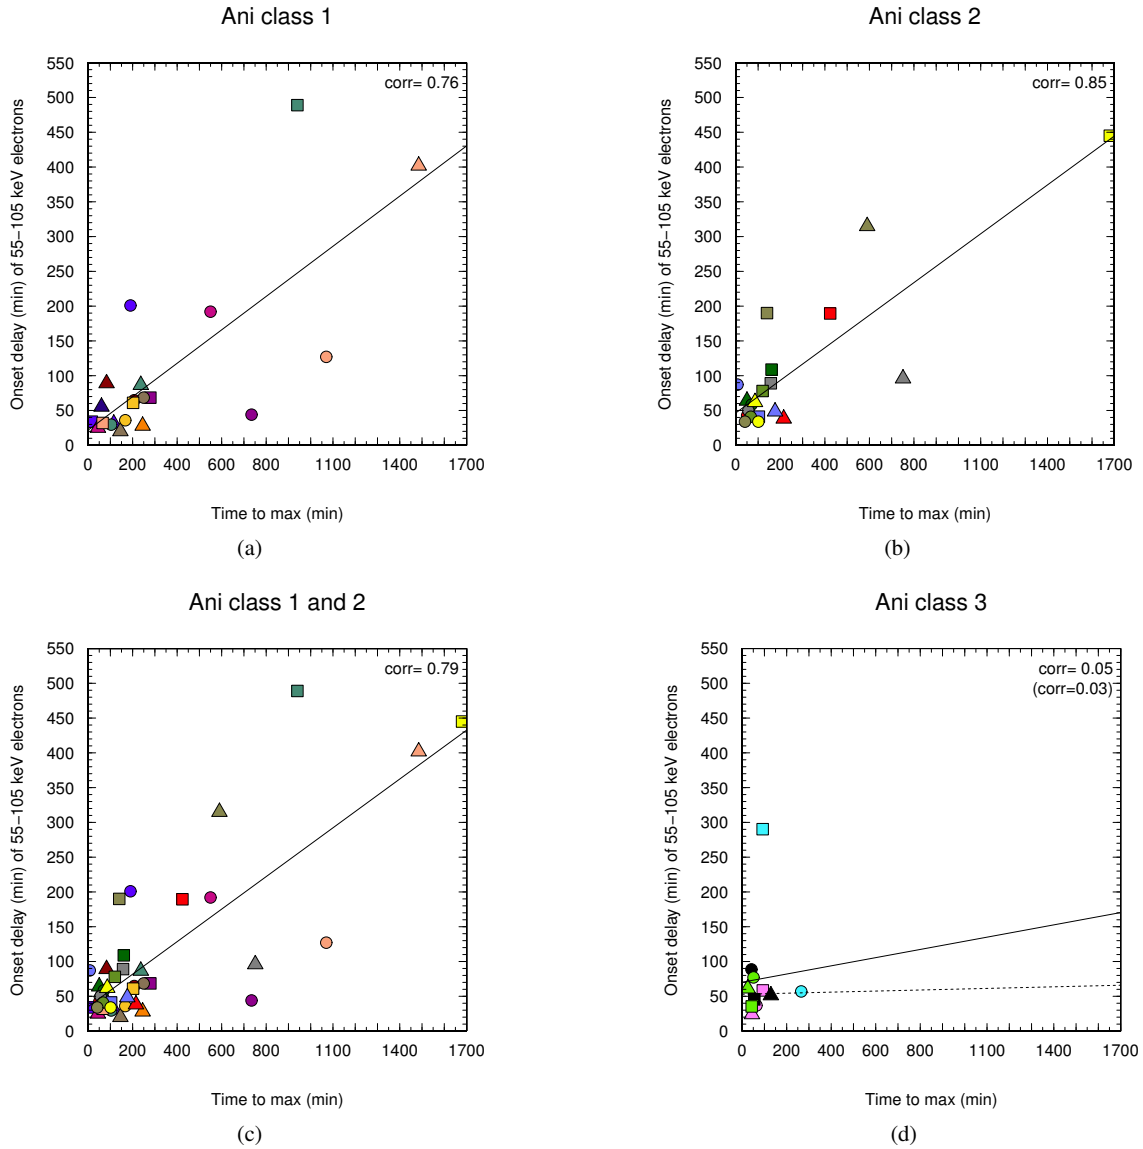 Ani class 1
corr= 0.76
550
500
450
400
350
300
250
200
150
100
50
0
Onset delay (min) of 55−105 keV electrons
0 200 400 600 800 1100 1400 1700
Time to max (min)
(a)
Ani class 2
corr= 0.85
550
500
450
400
350
300
250
200
150
100
50
0
Onset delay (min) of 55−105 keV electrons
0 200 400 600 800 1100 1400 1700
Time to max (min)
(b)
Ani class 1 and 2
corr= 0.79
550
500
450
400
350
300
250
200
150
100
50
0
Onset delay (min) of 55−105 keV electrons
0 200 400 600 800 1100 1400 1700
Time to max (min)
(c)
Ani class 3
corr= 0.05
(corr=0.03)
550
500
450
400
350
300
250
200
150
100
50
0
Onset delay (min) of 55−105 keV electrons
0 200 400 600 800 1100 1400 1700
Time to max (min)
(d)